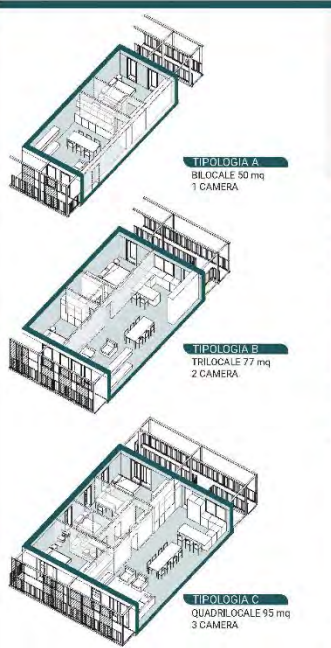 TIPOLOGIA A
BILOCALE 50 mq
1 CAMERA
TIPOLOGIA B
TRILOCALE 77 mq
2 CAMERA
TIPOLOGIA C
QUADRILOCALE 95 mq
3 CAMERA